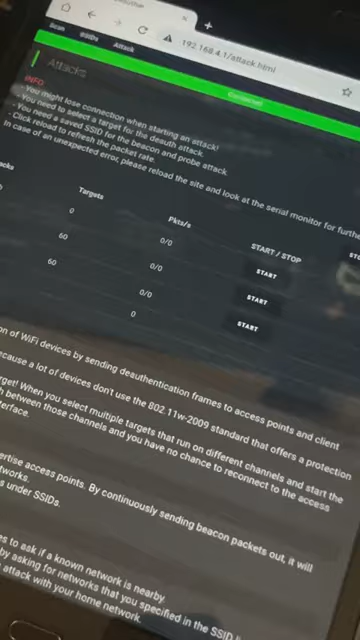 192.168.4.1/attack.html
Scan SSIDs Attack
Connected
Attacks
INFO:
- You might lose connection when starting an attack!
- You need to select a target for the deauth attack.
- You need a saved SSID for the beacon and probe attack.
- Click reload to refresh the packet rate.
In case of an unexpected error, please reload the site and look at the serial monitor for
Targets Pkts/s START / STOP
0 0/0 START
60 0/0 START
60 0/0 START
0
on of WiFi devices by sending deauthentication frames to access points and client
because a lot of devices don't use the 802.11w-2009 standard that offers a protection
rget! When you select multiple targets that run on different channels and start the
h between those channels and you have no chance to reconnect to the access
terface.
ertise access points. By continuously sending beacon packets out, it will
tworks.
s under SSIDs.
es to ask if a known network is nearby
by asking for networks that you specified in the SSID
attack with your home network.